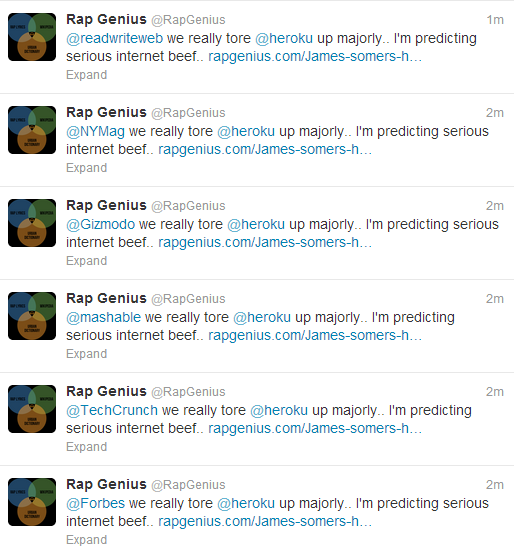 Rap Genius @RapGenius 1m
@readwriteweb we really tore @heroku up majorly.. I'm predicting
serious internet beef.. rapgenius.com/James-somers-h…
Expand
Rap Genius @RapGenius 2m
@NYMag we really tore @heroku up majorly.. I'm predicting serious
internet beef.. rapgenius.com/James-somers-h…
Expand
Rap Genius @RapGenius 2m
@Gizmodo we really tore @heroku up majorly.. I'm predicting serious
internet beef.. rapgenius.com/James-somers-h…
Expand
Rap Genius @RapGenius 2m
@mashable we really tore @heroku up majorly.. I'm predicting
serious internet beef.. rapgenius.com/James-somers-h…
Expand
Rap Genius @RapGenius 2m
@TechCrunch we really tore @heroku up majorly.. I'm predicting
serious internet beef.. rapgenius.com/James-somers-h…
Expand
Rap Genius @RapGenius 2m
@Forbes we really tore @heroku up majorly.. I'm predicting serious
internet beef.. rapgenius.com/James-somers-h…
Expand